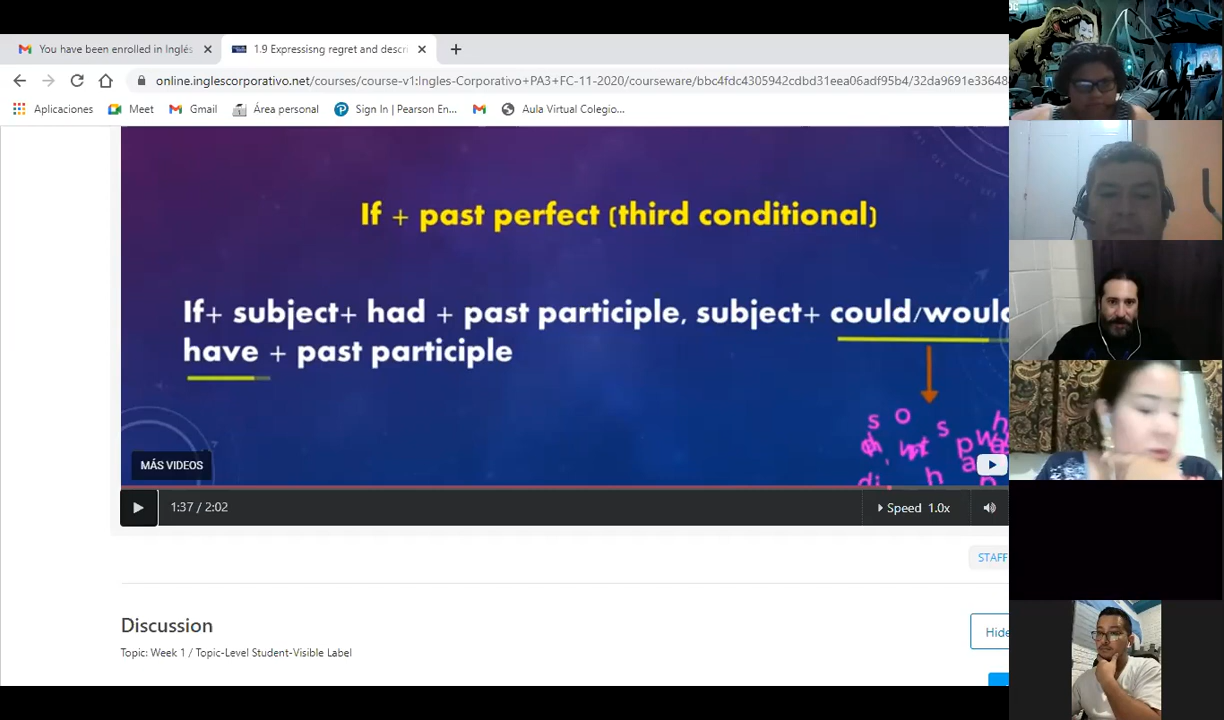 You have been enrolled in Inglés
1.9 Expressisng regret and descri
online.inglescorporativo.net/courses/course-v1:Ingles-Corporativo+PA3+FC-11-2020/courseware/bbc4fdc4305942cdbd31eea06adf95b4/32da9691e33648
Aplicaciones Meet Gmail Área personal Sign In | Pearson En... Aula Virtual Colegio...
If + past perfect (third conditional)
If+ subject+ had + past participle, subject+ could/would
have + past participle
MÁS VIDEOS
1:37 / 2:02 Speed 1.0x
STAFF
Discussion
Hide
Topic: Week 1 / Topic-Level Student-Visible Label